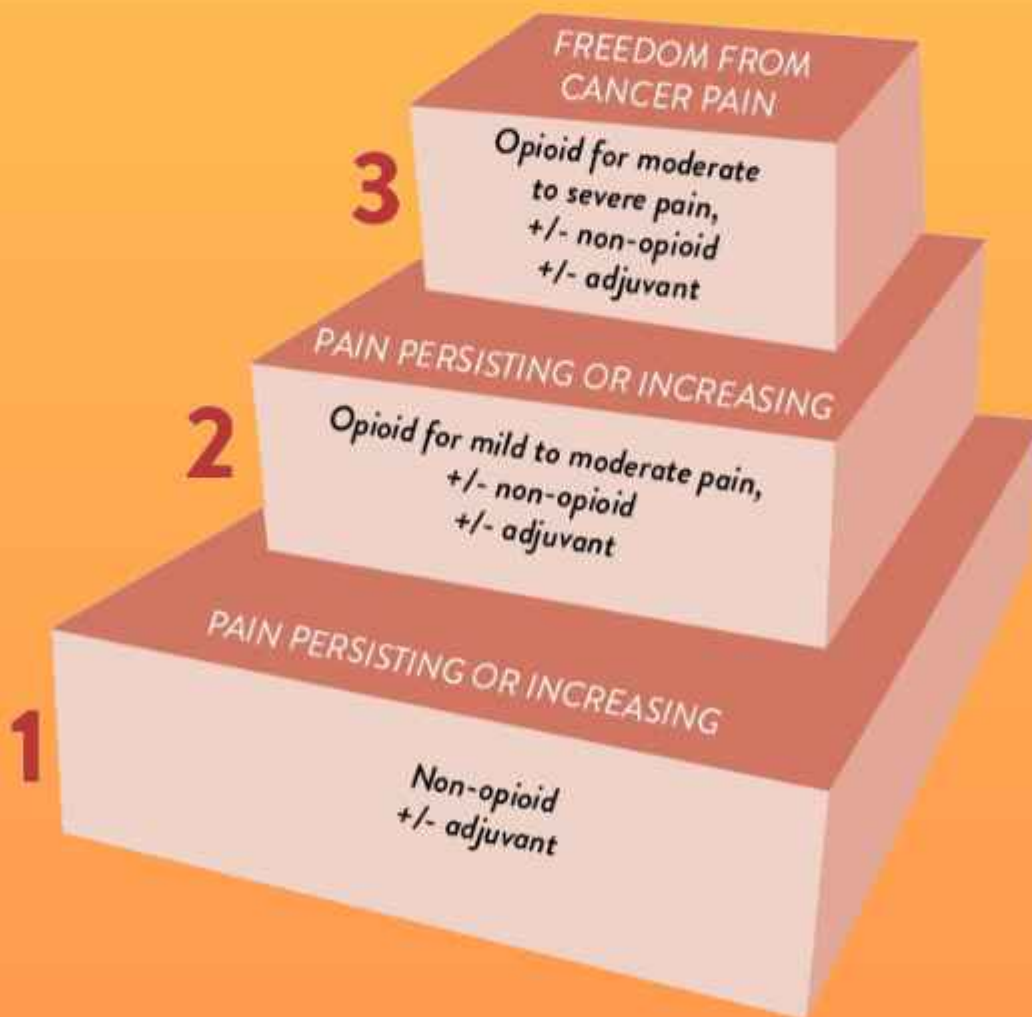 FREEDOM FROM
CANCER PAIN
3
Opioid for moderate
to severe pain,
+/- non-opioid
+/- adjuvant
PAIN PERSISTING OR INCREASING
2
Opioid for mild to moderate pain,
+/- non-opioid
+/- adjuvant
PAIN PERSISTING OR INCREASING
1
Non-opioid
+/- adjuvant